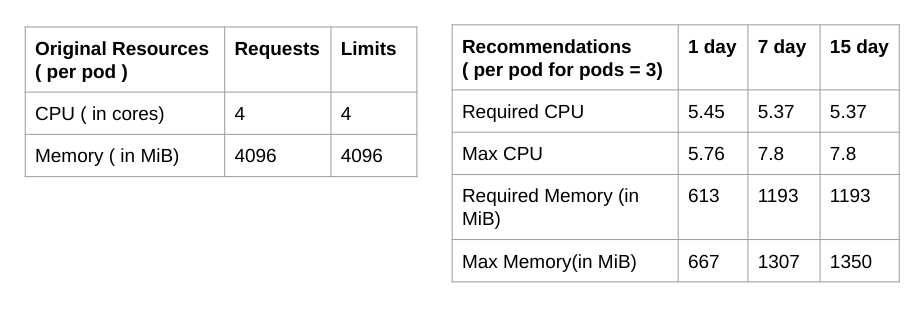 Original Resources Requests Limits
( per pod )
CPU ( in cores) 4 4
Memory ( in MiB) 4096 4096
Recommendations 1 day 7 day 15 day
( per pod for pods = 3)
Required CPU 5.45 5.37 5.37
Max CPU 5.76 7.8 7.8
Required Memory (in 613 1193 1193
MiB)
Max Memory(in MiB) 667 1307 1350